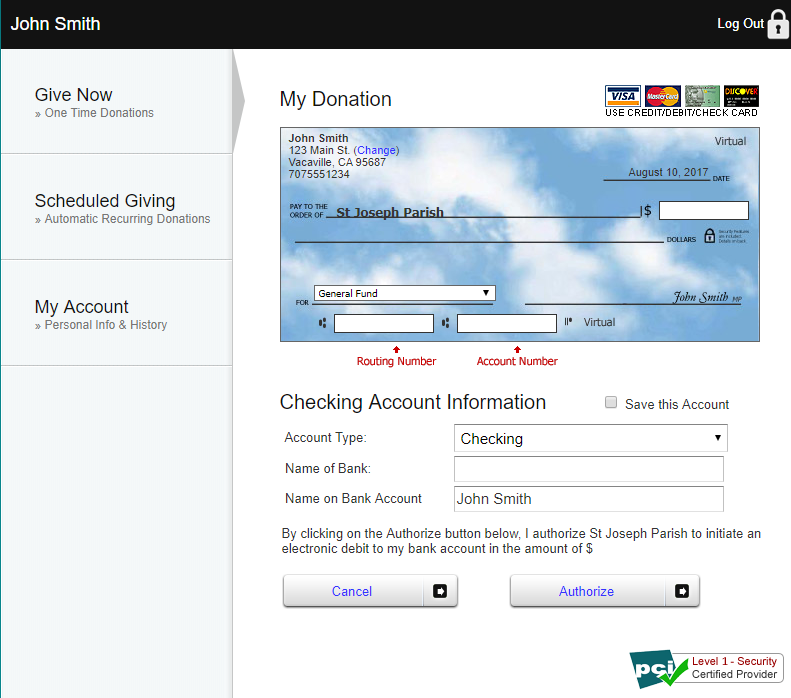 John Smith
Log Out
Give Now
» One Time Donations
Scheduled Giving
» Automatic Recurring Donations
My Account
» Personal Info & History
My Donation
VISA MasterCard DISCOVER
USE CREDIT/DEBIT/CHECK CARD
John Smith
123 Main St. (Change)
Vacaville, CA 95687
7075551234
Virtual
August 10, 2017 DATE
PAY TO THE
ORDER OF St Joseph Parish $
DOLLARS
Security Features
are included.
Details on back.
FOR General Fund
John Smith MP
Virtual
Routing Number Account Number
Checking Account Information
Save this Account
Account Type: Checking
Name of Bank:
Name on Bank Account John Smith
By clicking on the Authorize button below, I authorize St Joseph Parish to initiate an
electronic debit to my bank account in the amount of $
Cancel Authorize
pci Level 1 - Security
Certified Provider